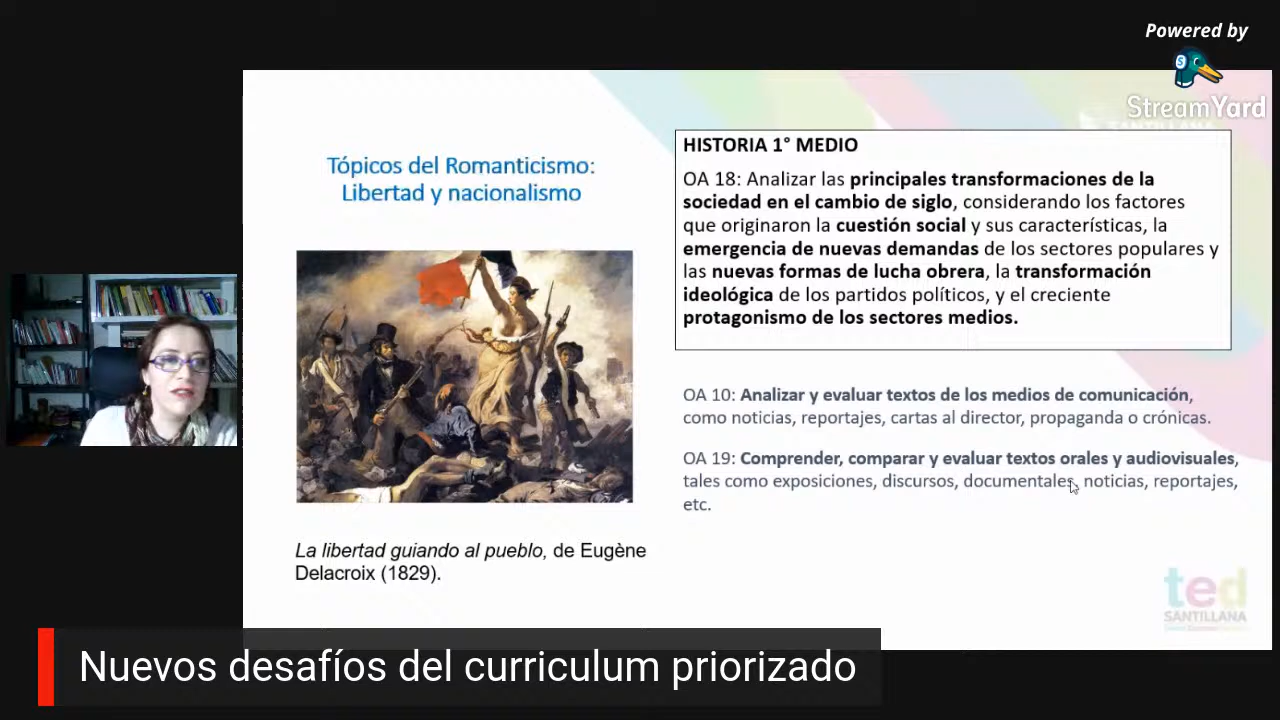 Powered by
StreamYard
SANTILLANA
Tópicos del Romanticismo:
Libertad y nacionalismo
HISTORIA 1° MEDIO
OA 18: Analizar las principales transformaciones de la
sociedad en el cambio de siglo, considerando los factores
que originaron la cuestión social y sus características, la
emergencia de nuevas demandas de los sectores populares y
las nuevas formas de lucha obrera, la transformación
ideológica de los partidos políticos, y el creciente
protagonismo de los sectores medios.
OA 10: Analizar y evaluar textos de los medios de comunicación,
como noticias, reportajes, cartas al director, propaganda o crónicas.
OA 19: Comprender, comparar y evaluar textos orales y audiovisuales,
tales como exposiciones, discursos, documentales, noticias, reportajes,
etc.
La libertad guiando al pueblo, de Eugène
Delacroix (1829).
ted
SANTILLANA
Nuevos desafíos del curriculum priorizado